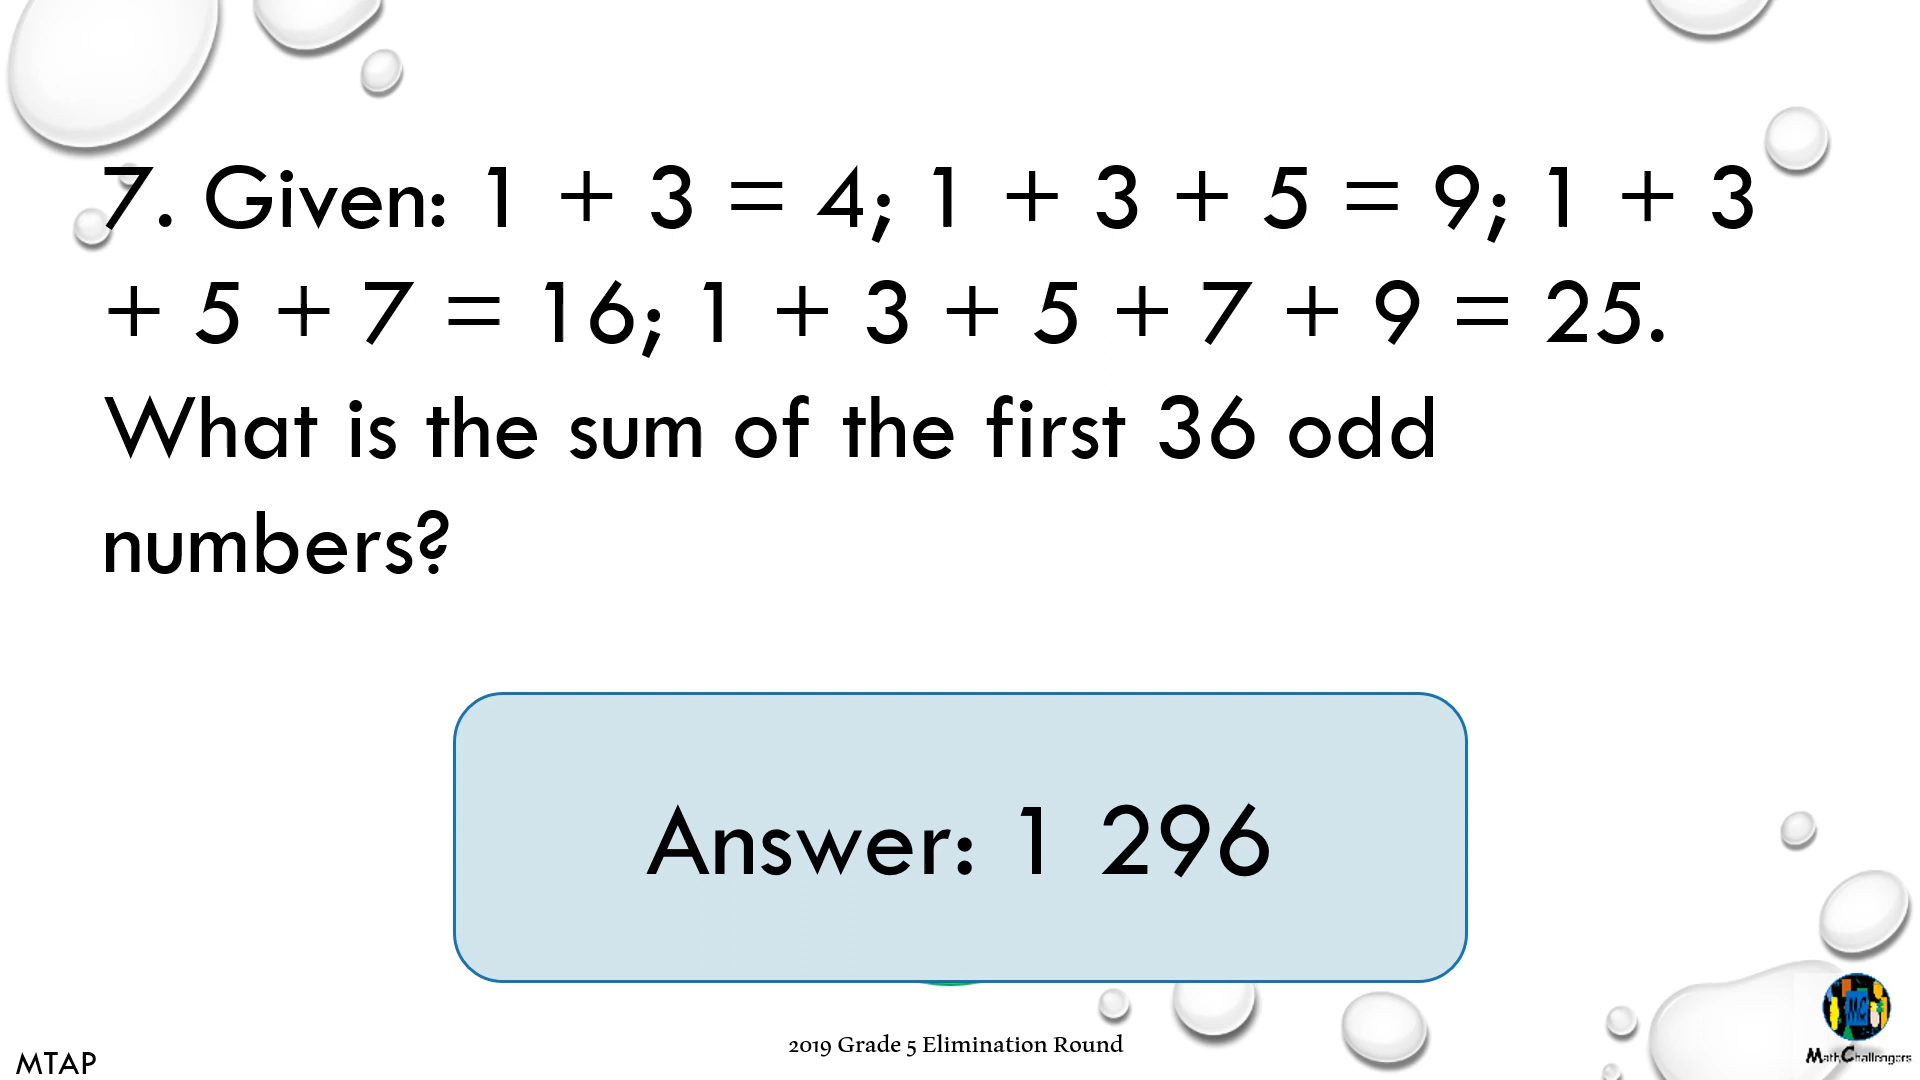 7. Given: 1 + 3 = 4; 1 + 3 + 5 = 9; 1 + 3
+ 5 + 7 = 16; 1 + 3 + 5 + 7 + 9 = 25.
What is the sum of the first 36 odd
numbers?
Answer: 1 296
2019 Grade 5 Elimination Round
MTAP
MC
MathChallengers